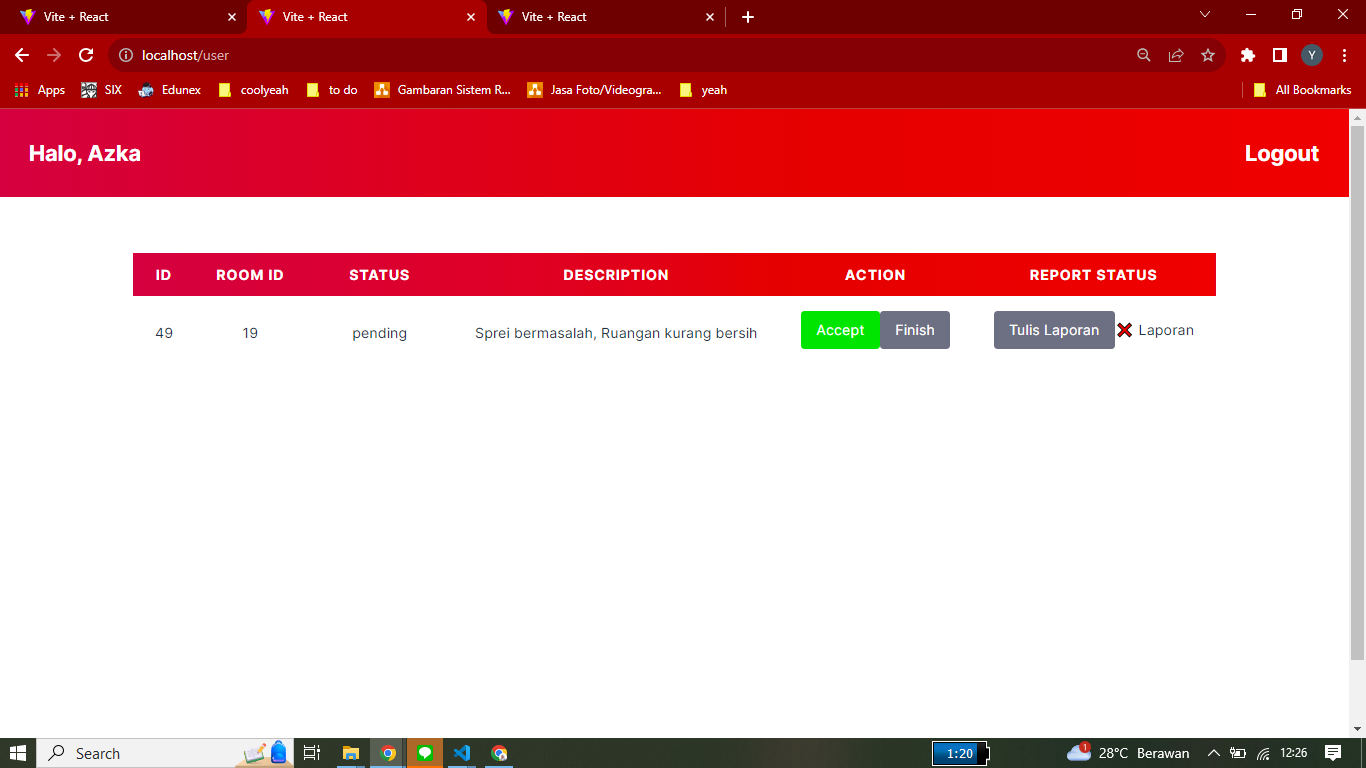 Vite + React Vite + React Vite + React
localhost/user Y
Apps SIX Edunex coolyeah to do Gambaran Sistem R... Jasa Foto/Videogra... yeah All Bookmarks
Halo, Azka Logout
ID ROOM ID STATUS DESCRIPTION ACTION REPORT STATUS
49 19 pending Sprei bermasalah, Ruangan kurang bersih Accept Finish Tulis Laporan ❌ Laporan
Search 1:20 1 28°C Berawan 12:26